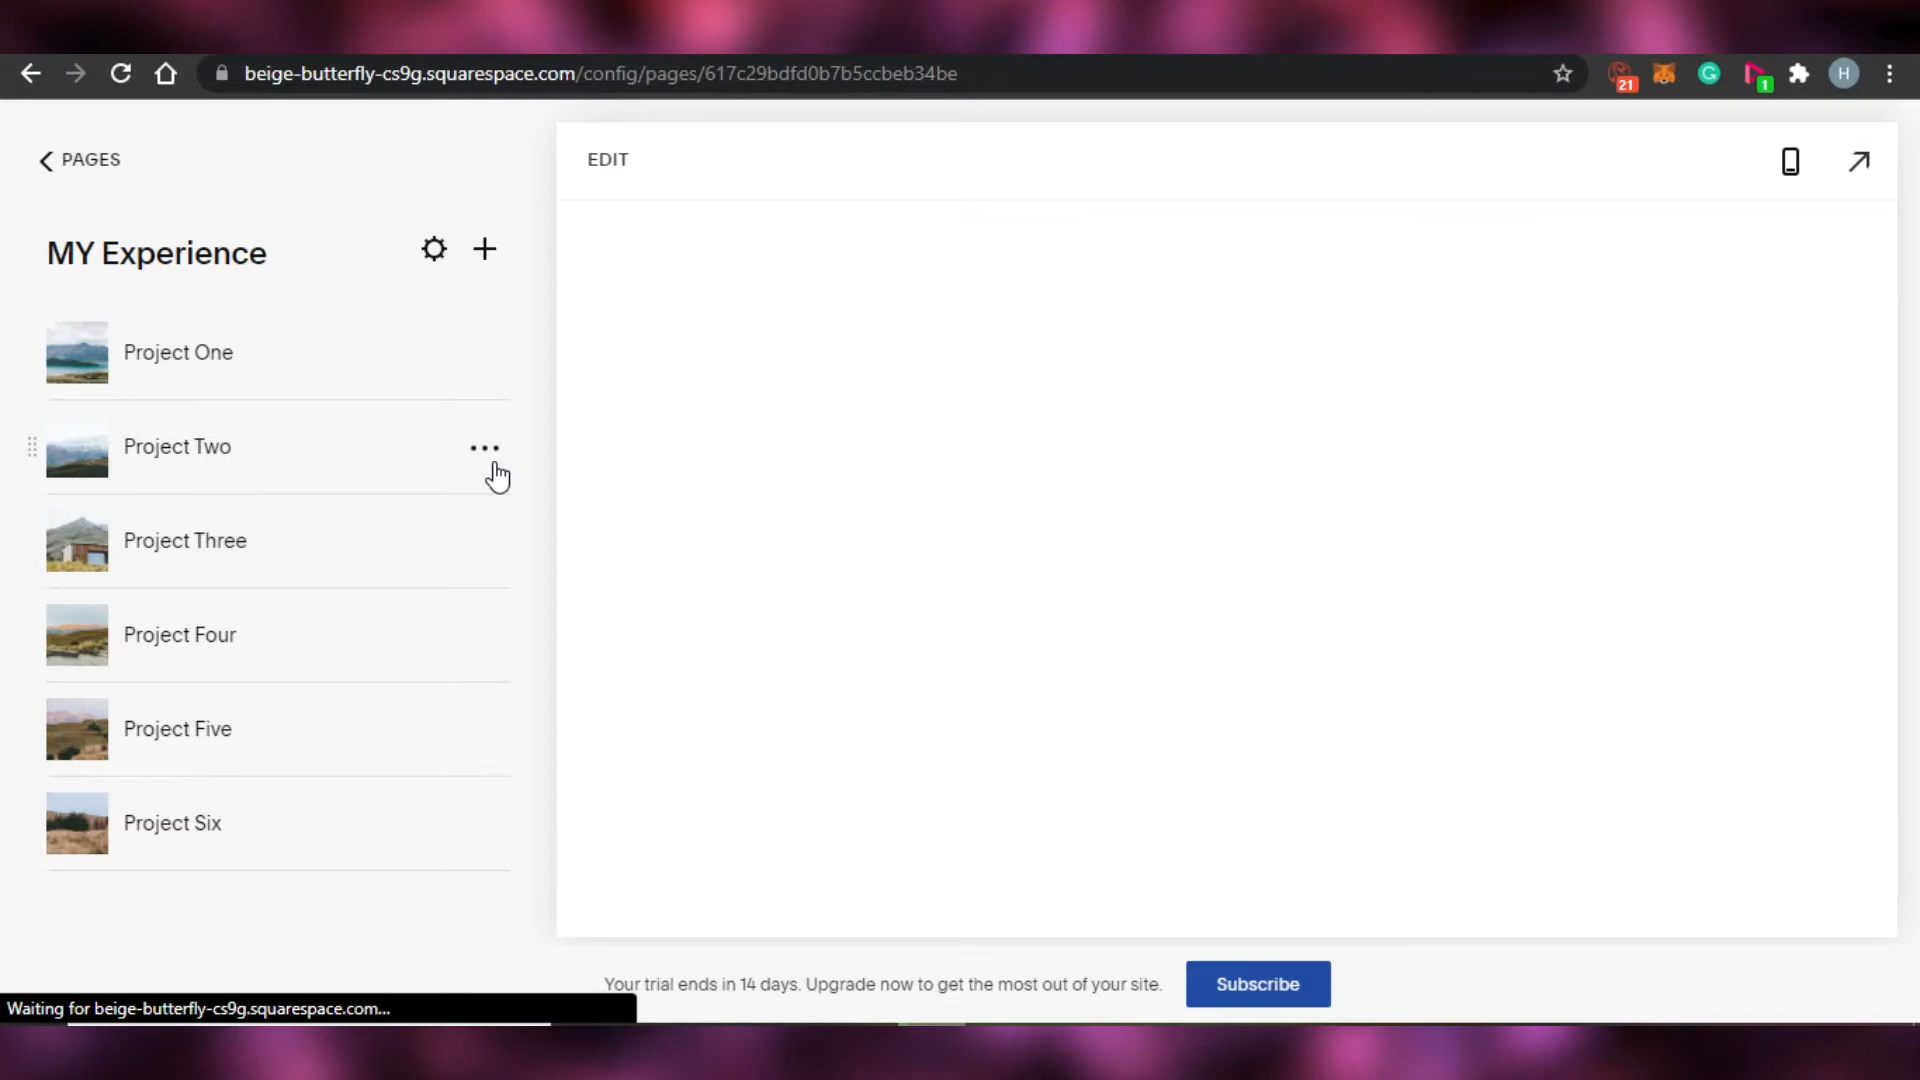 beige-butterfly-cs9g.squarespace.com/config/pages/617c29bdfd0b7b5ccbeb34be
21
G
1
H
PAGES
EDIT
MY Experience
Project One
Project Two
Project Three
Project Four
Project Five
Project Six
Your trial ends in 14 days. Upgrade now to get the most out of your site.
Subscribe
Waiting for beige-butterfly-cs9g.squarespace.com...